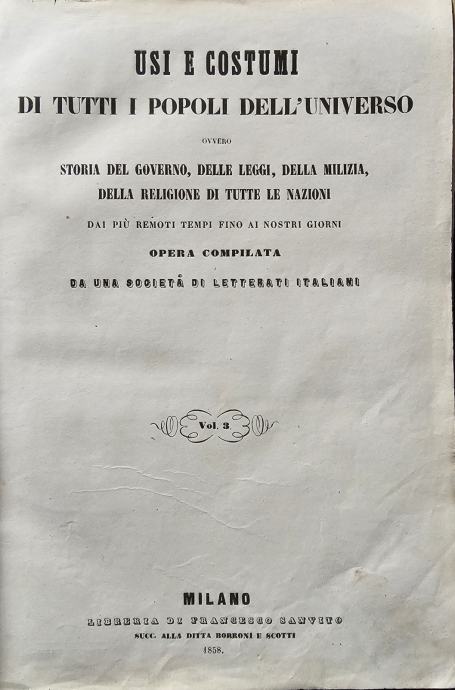 USI E COSTUMI
DI TUTTI I POPOLI DELL'UNIVERSO
OVVERO
STORIA DEL GOVERNO, DELLE LEGGI, DELLA MILIZIA,
DELLA RELIGIONE DI TUTTE LE NAZIONI
DAI PIÙ REMOTI TEMPI FINO AI NOSTRI GIORNI
OPERA COMPILATA
DA UNA SOCIETÀ DI LETTERATI ITALIANI
Vol. 3
MILANO
LIBRERIA DI FRANCESCO SANVITO
SUCC. ALLA DITTA BORRONI E SCOTTI
1858.